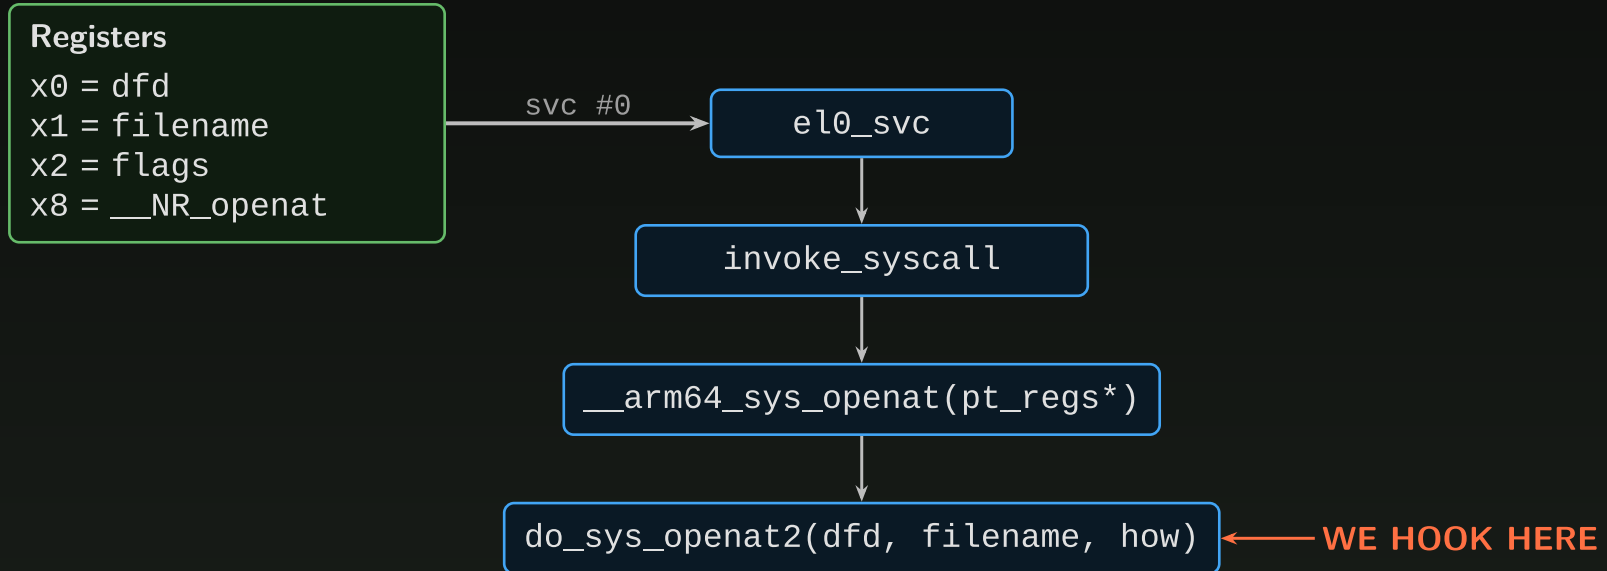 Registers
x0 = dfd
x1 = filename
x2 = flags
x8 = __NR_openat
svc #0
el0_svc
invoke_syscall
__arm64_sys_openat(pt_regs*)
do_sys_openat2(dfd, filename, how)
WE HOOK HERE